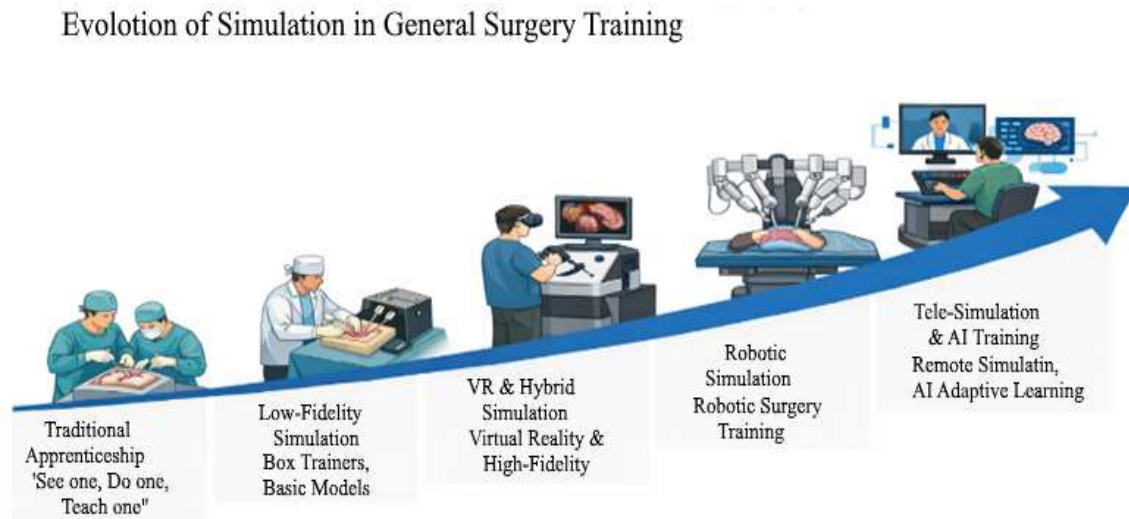 Evolotion of Simulation in General Surgery Training
Traditional
Apprenticeship
'See one, Do one,
Teach one"
Low-Fidelity
Simulation
Box Trainers,
Basic Models
VR & Hybrid
Simulation
Virtual Reality &
High-Fidelity
Robotic
Simulation
Robotic Surgery
Training
Tele-Simulation
& AI Training
Remote Simulatin,
AI Adaptive Learning